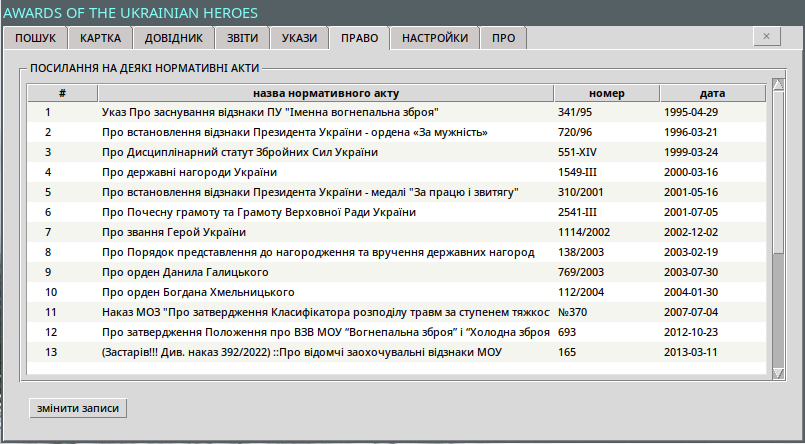 AWARDS OF THE UKRAINIAN HEROES
ПОШУК КАРТКА ДОВІДНИК ЗВІТИ УКАЗИ ПРАВО НАСТРОЙКИ ПРО ×
ПОСИЛАННЯ НА ДЕЯКІ НОРМАТИВНІ АКТИ
# назва нормативного акту номер дата
1 Указ Про заснування відзнаки ПУ "Іменна вогнепальна зброя" 341/95 1995-04-29
2 Про встановлення відзнаки Президента України - ордена «За мужність» 720/96 1996-03-21
3 Про Дисциплінарний статут Збройних Сил України 551-XIV 1999-03-24
4 Про державні нагороди України 1549-III 2000-03-16
5 Про встановлення відзнаки Президента України - медалі "За працю і звитягу" 310/2001 2001-05-16
6 Про Почесну грамоту та Грамоту Верховної Ради України 2541-III 2001-07-05
7 Про звання Герой України 1114/2002 2002-12-02
8 Про Порядок представлення до нагородження та вручення державних нагород 138/2003 2003-02-19
9 Про орден Данила Галицького 769/2003 2003-07-30
10 Про орден Богдана Хмельницького 112/2004 2004-01-30
11 Наказ МОЗ "Про затвердження Класифікатора розподілу травм за ступенем тяжкос №370 2007-07-04
12 Про затвердження Положення про ВЗВ МОУ “Вогнепальна зброя” і “Холодна зброя 693 2012-10-23
13 (Застарів!!! Див. наказ 392/2022) ::Про відомчі заохочувальні відзнаки МОУ 165 2013-03-11
змінити записи